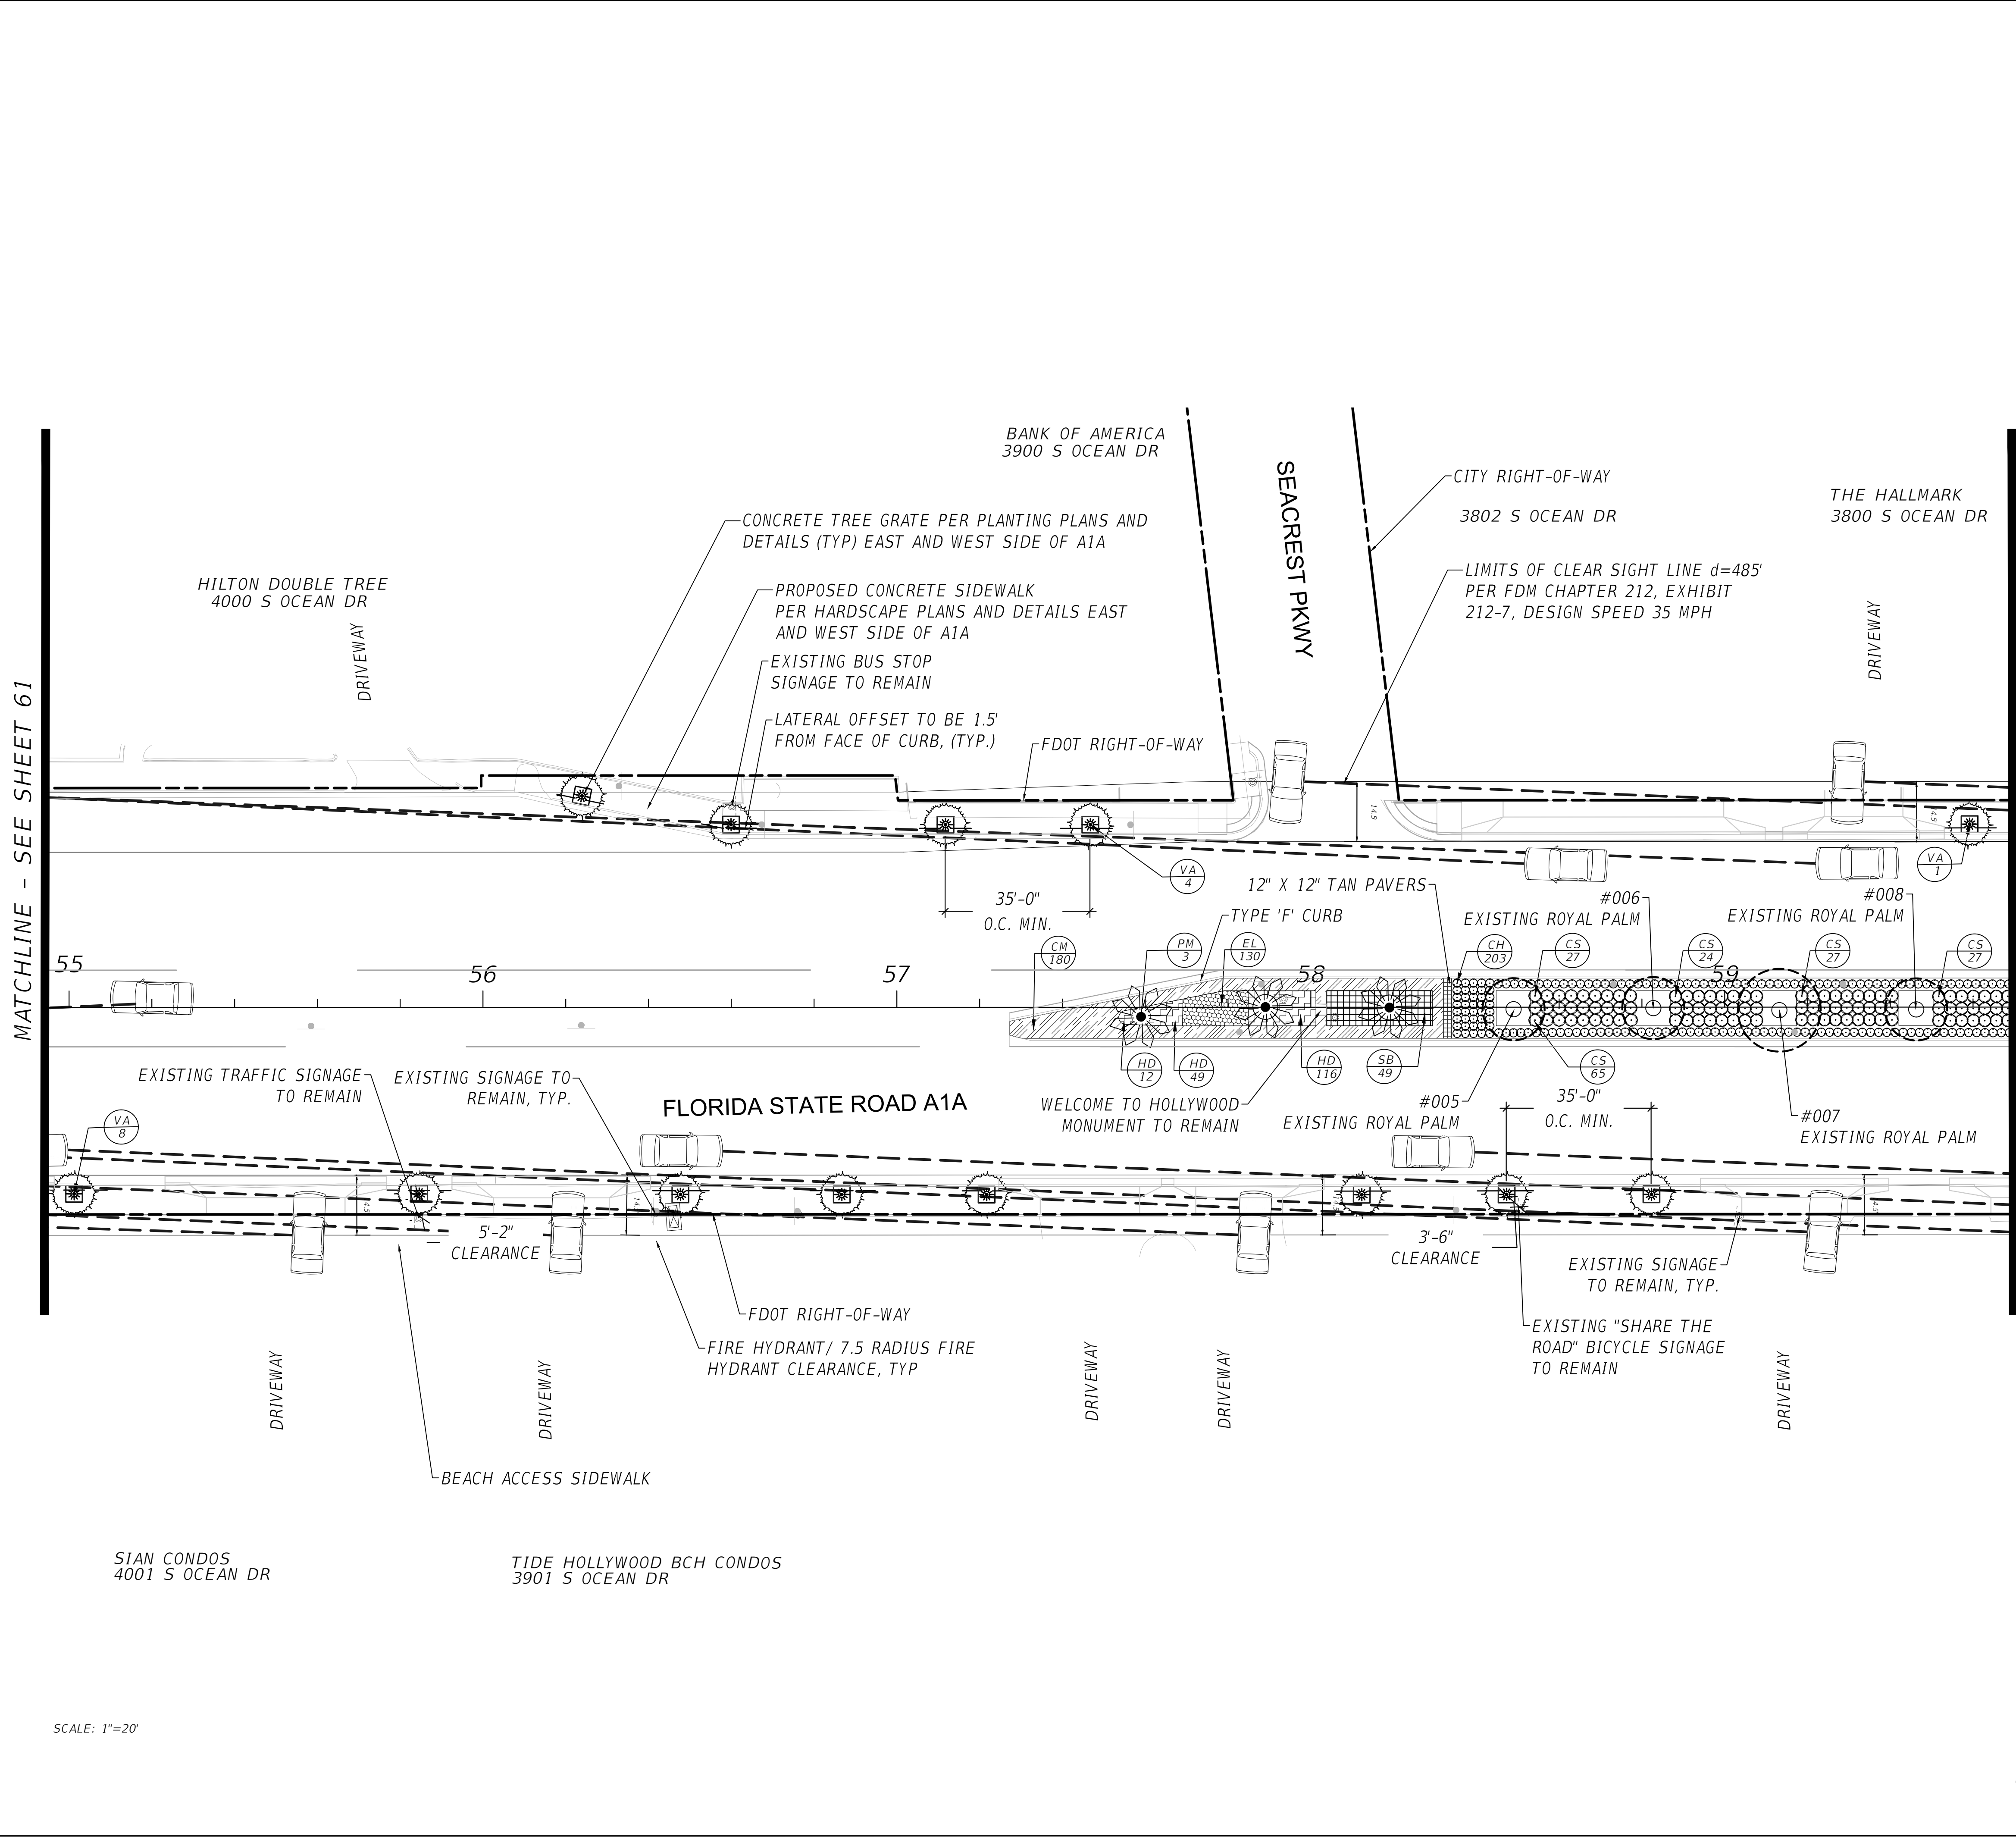 BANK OF AMERICA
3900 S OCEAN DR
SEACREST PKWY
CITY RIGHT-OF-WAY
3802 S OCEAN DR
THE HALLMARK
3800 S OCEAN DR
CONCRETE TREE GRATE PER PLANTING PLANS AND
DETAILS (TYP) EAST AND WEST SIDE OF A1A
HILTON DOUBLE TREE
4000 S OCEAN DR
DRIVEWAY
PROPOSED CONCRETE SIDEWALK
PER HARDSCAPE PLANS AND DETAILS EAST
AND WEST SIDE OF A1A
LIMITS OF CLEAR SIGHT LINE d=485'
PER FDM CHAPTER 212, EXHIBIT
212-7, DESIGN SPEED 35 MPH
DRIVEWAY
EXISTING BUS STOP
SIGNAGE TO REMAIN
LATERAL OFFSET TO BE 1.5'
FROM FACE OF CURB, (TYP.)
FDOT RIGHT-OF-WAY
MATCHLINE - SEE SHEET 61
14.5'
14.5'
VA
4
VA
1
35'-0"
O.C. MIN.
12" X 12" TAN PAVERS
TYPE 'F' CURB
#006
EXISTING ROYAL PALM
#008
EXISTING ROYAL PALM
CM
180
PM
3
EL
130
CH
203
CS
27
CS
24
CS
27
CS
27
55
56
57
58
59
HD
12
HD
49
HD
116
SB
49
CS
65
EXISTING TRAFFIC SIGNAGE
TO REMAIN
EXISTING SIGNAGE TO
REMAIN, TYP.
FLORIDA STATE ROAD A1A
WELCOME TO HOLLYWOOD
MONUMENT TO REMAIN
#005
EXISTING ROYAL PALM
35'-0"
O.C. MIN.
#007
EXISTING ROYAL PALM
VA
8
14.5'
14.5'
14.5'
14.5'
5'-2"
CLEARANCE
3'-6"
CLEARANCE
EXISTING SIGNAGE
TO REMAIN, TYP.
FDOT RIGHT-OF-WAY
FIRE HYDRANT/ 7.5 RADIUS FIRE
HYDRANT CLEARANCE, TYP
EXISTING "SHARE THE
ROAD" BICYCLE SIGNAGE
TO REMAIN
DRIVEWAY
DRIVEWAY
DRIVEWAY
DRIVEWAY
DRIVEWAY
BEACH ACCESS SIDEWALK
SIAN CONDOS
4001 S OCEAN DR
TIDE HOLLYWOOD BCH CONDOS
3901 S OCEAN DR
SCALE: 1"=20'